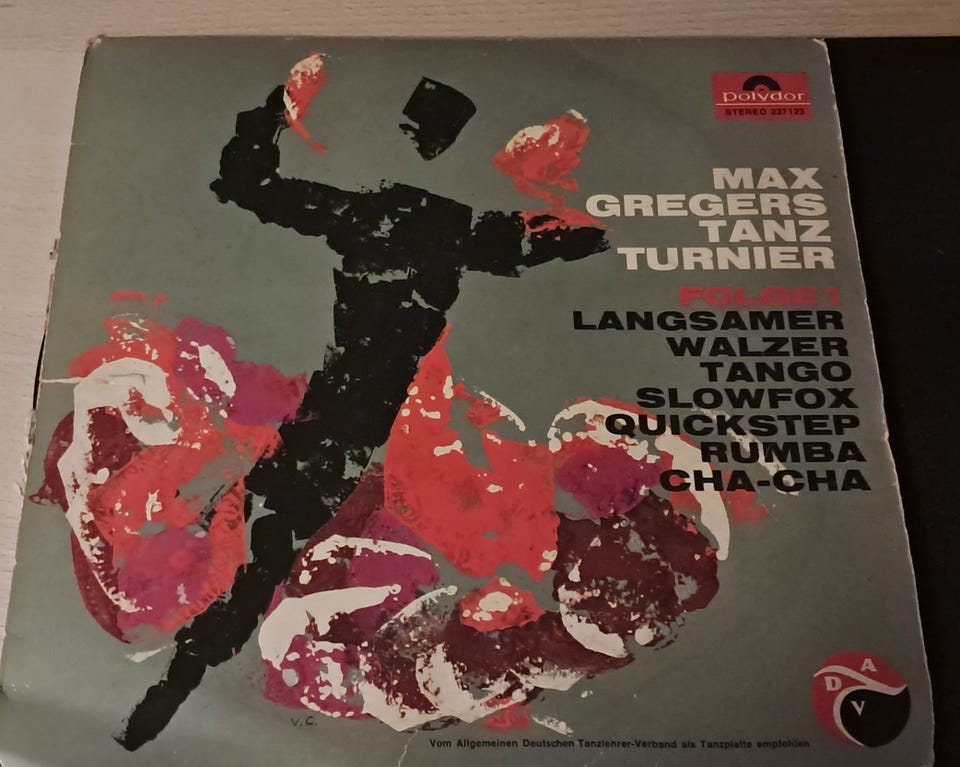 polydor
STEREO 237123
MAX
GREGERS
TANZ
TURNIER
FOLGE 1
LANGSAMER
WALZER
TANGO
SLOWFOX
QUICKSTEP
RUMBA
CHA-CHA
V.C.
D A V
Vom Allgemeinen Deutschen Tanzlehrer-Verband als Tanzplatte empfohlen